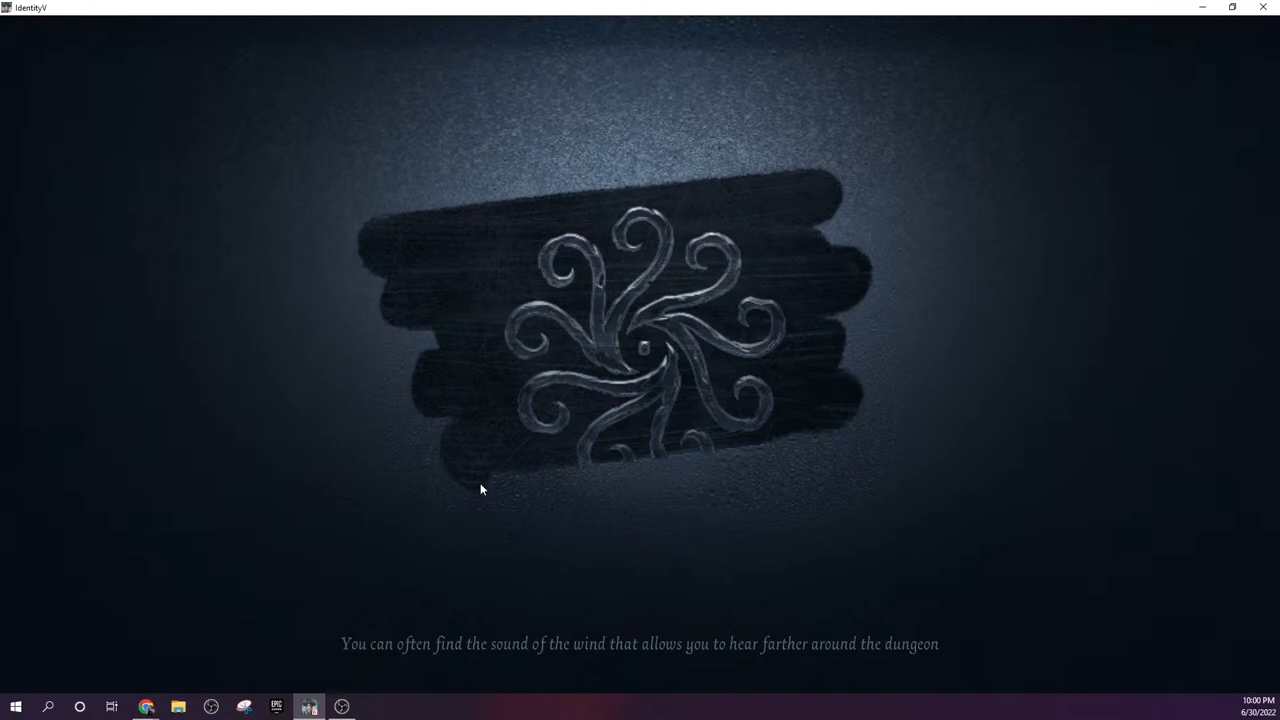 IdentityV
You can often find the sound of the wind that allows you to hear farther around the dungeon
EPIC
10:00 PM
6/30/2022